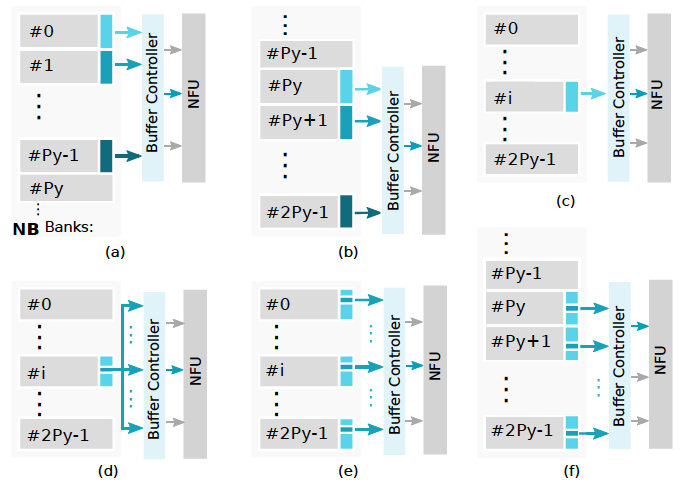 #0
#1
⋮
#Py-1
#Py
⋮
NB Banks:
Buffer Controller
NFU
(a)
⋮
#Py-1
#Py
#Py+1
⋮
#2Py-1
Buffer Controller
NFU
(b)
#0
⋮
#i
⋮
#2Py-1
Buffer Controller
NFU
(c)
#0
⋮
#i
⋮
#2Py-1
Buffer Controller
NFU
(d)
#0
⋮
#i
⋮
#2Py-1
Buffer Controller
NFU
(e)
⋮
#Py-1
#Py
#Py+1
⋮
#2Py-1
Buffer Controller
NFU
(f)